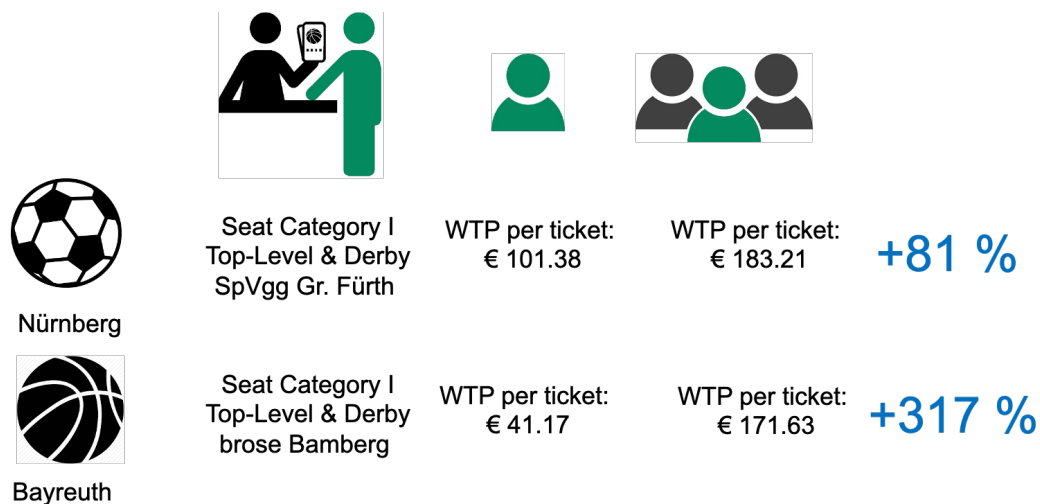 Seat Category I
Top-Level & Derby
SpVgg Gr. Fürth
WTP per ticket:
€ 101.38
WTP per ticket:
€ 183.21
+81 %
Nürnberg
Seat Category I
Top-Level & Derby
brose Bamberg
WTP per ticket:
€ 41.17
WTP per ticket:
€ 171.63
+317 %
Bayreuth